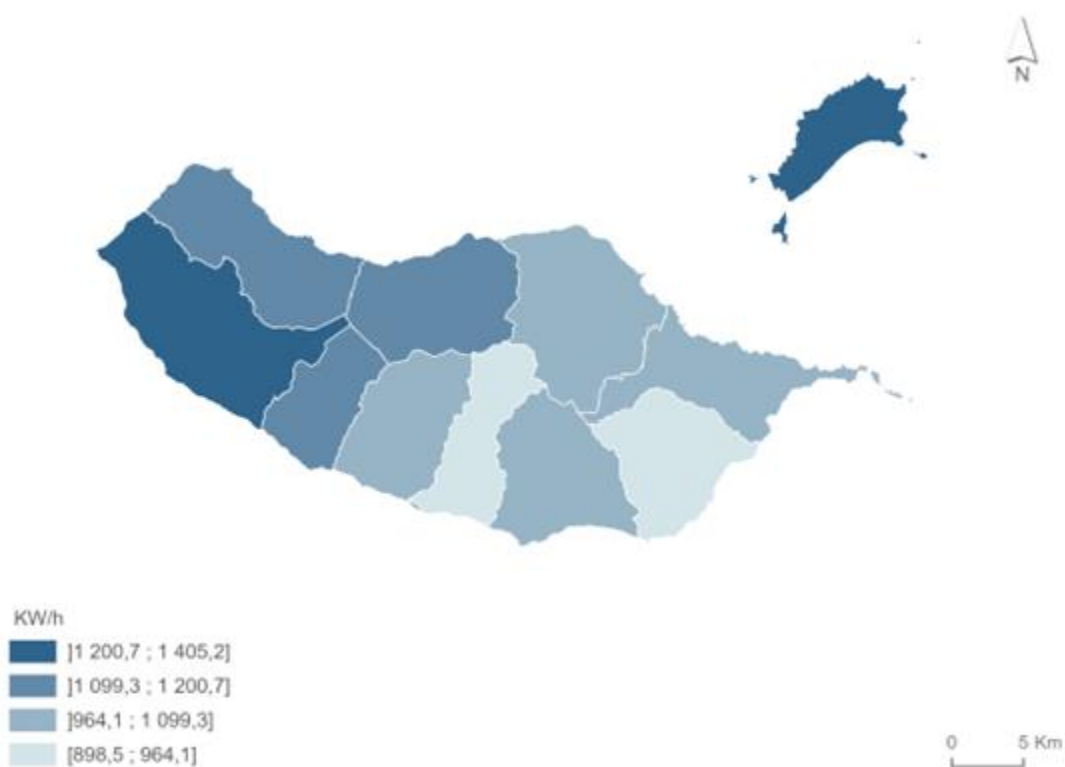 N
KW/h
]1 200,7 ; 1 405,2]
]1 099,3 ; 1 200,7]
]964,1 ; 1 099,3]
[898,5 ; 964,1]
0 5 Km